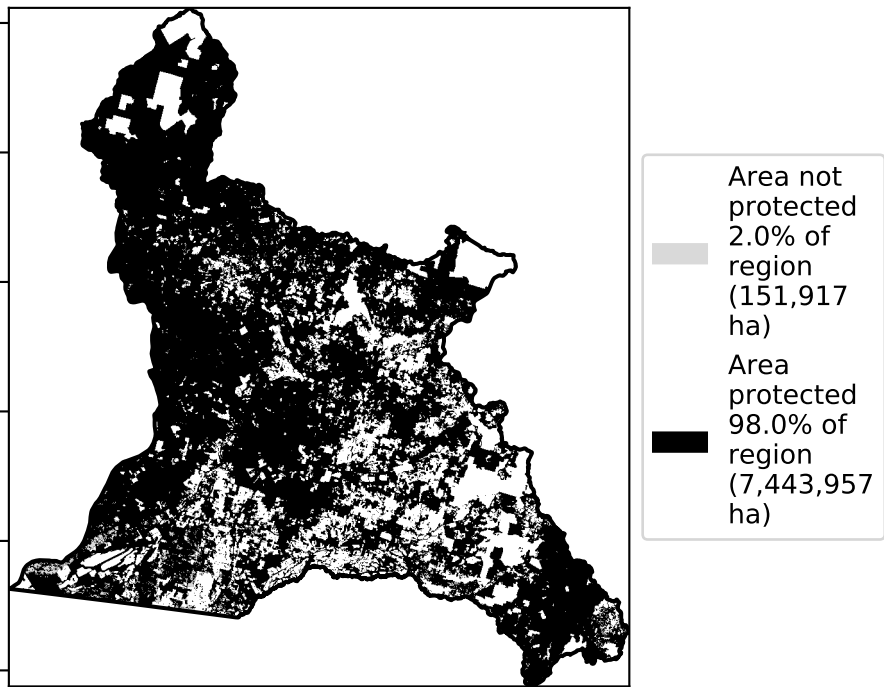 Area not
protected
2.0% of
region
(151,917
ha)
Area
protected
98.0% of
region
(7,443,957
ha)